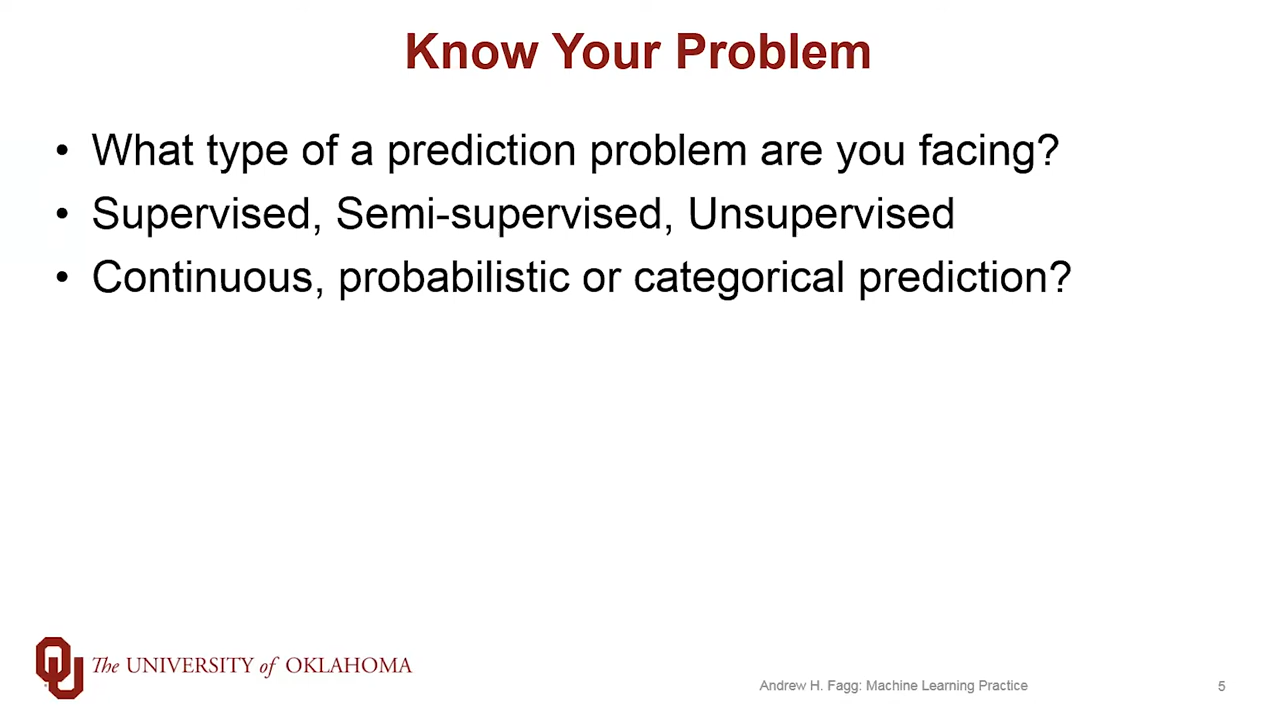 Know Your Problem
• What type of a prediction problem are you facing?
• Supervised, Semi-supervised, Unsupervised
• Continuous, probabilistic or categorical prediction?
The UNIVERSITY of OKLAHOMA
Andrew H. Fagg: Machine Learning Practice
5